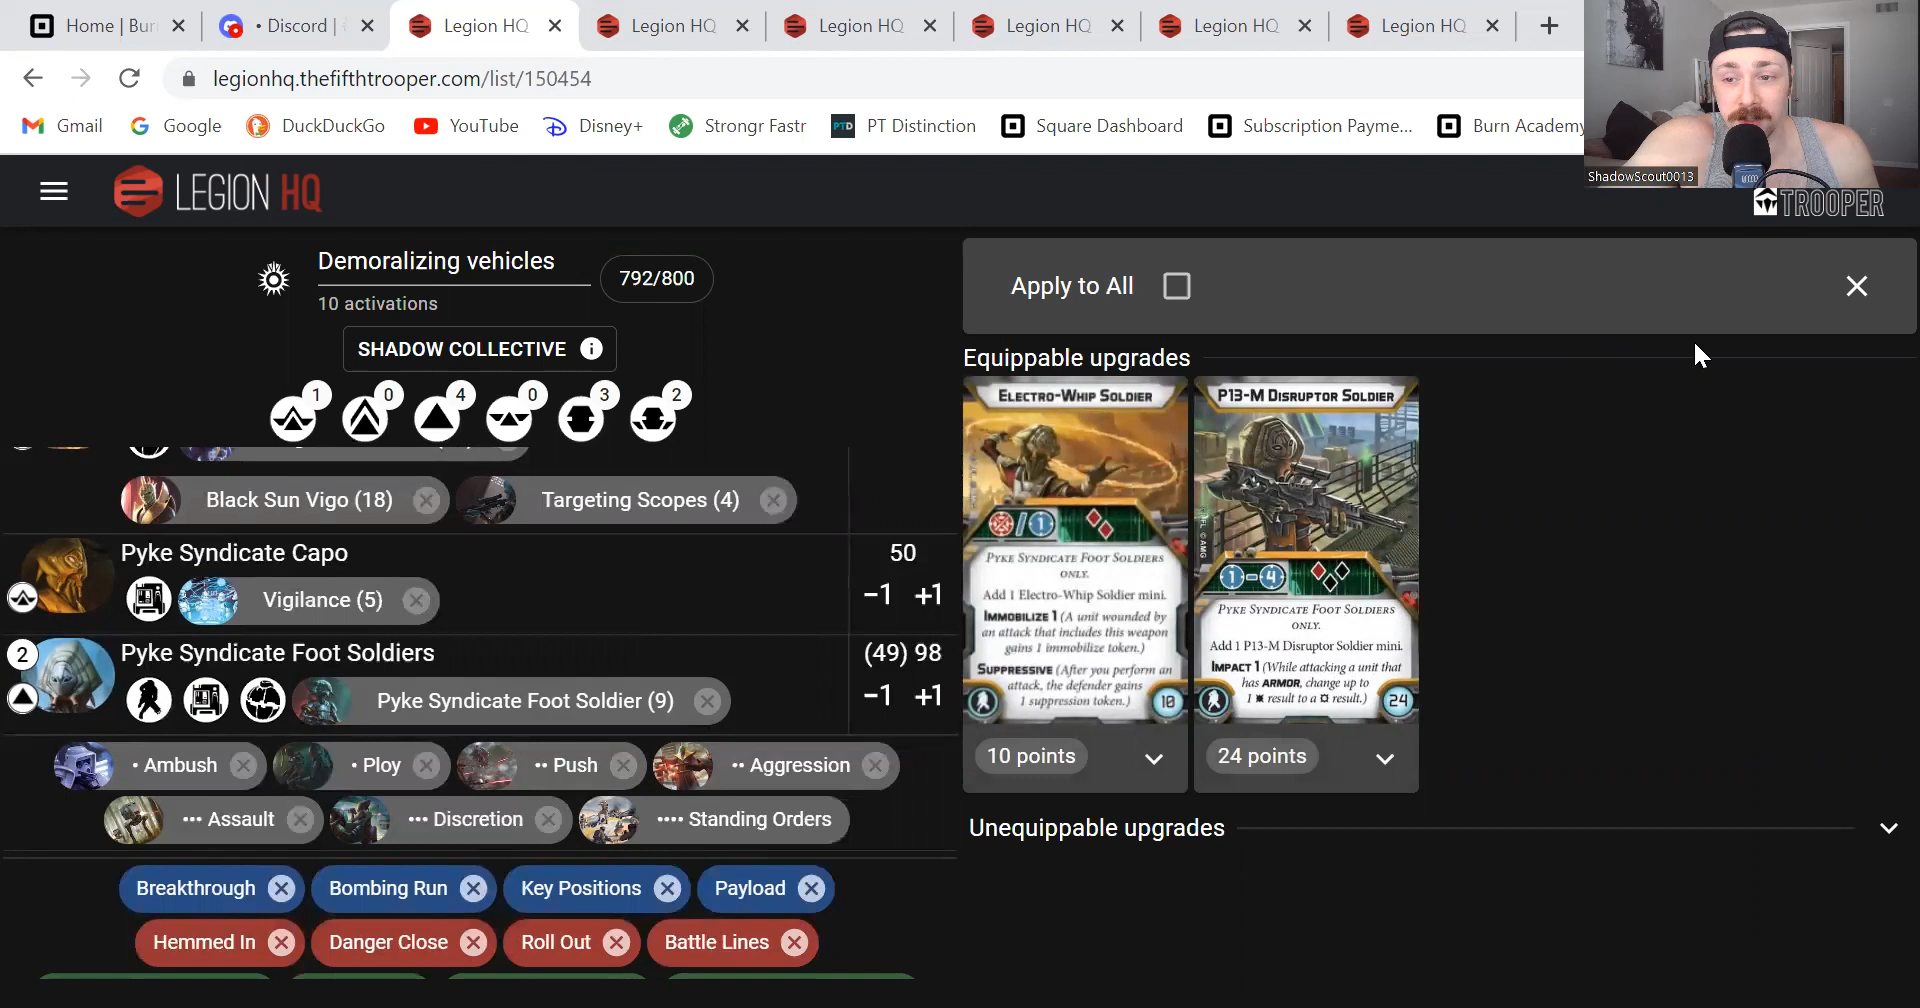 Home | Bur
• Discord |
Legion HQ
Legion HQ
Legion HQ
Legion HQ
Legion HQ
Legion HQ
legionhq.thefifthtrooper.com/list/150454
Gmail
Google
DuckDuckGo
YouTube
Disney+
Strongr Fastr
PTD
PT Distinction
Square Dashboard
Subscription Payme...
Burn Academy
ShadowScout0013
LEGION HQ
TROOPER
Demoralizing vehicles
792/800
10 activations
SHADOW COLLECTIVE
1
0
4
0
3
2
Black Sun Vigo (18)
Targeting Scopes (4)
Pyke Syndicate Capo
50
Vigilance (5)
−1 +1
2
Pyke Syndicate Foot Soldiers
(49) 98
Pyke Syndicate Foot Soldier (9)
−1 +1
• Ambush
• Ploy
•• Push
•• Aggression
••• Assault
••• Discretion
•••• Standing Orders
Breakthrough
Bombing Run
Key Positions
Payload
Hemmed In
Danger Close
Roll Out
Battle Lines
Apply to All
Equippable upgrades
ELECTRO-WHIP SOLDIER
/1
PYKE SYNDICATE FOOT SOLDIERS
ONLY.
Add 1 Electro-Whip Soldier mini.
IMMOBILIZE 1 (A unit wounded by
an attack that includes this weapon
gains 1 immobilize token.)
SUPPRESSIVE (After you perform an
attack, the defender gains
1 suppression token.)
10
10 points
P13-M DISRUPTOR SOLDIER
© AMG
1–4
PYKE SYNDICATE FOOT SOLDIERS
ONLY.
Add 1 P13-M Disruptor Soldier mini.
IMPACT 1 (While attacking a unit that
has ARMOR, change up to
1 result to a result.)
24
24 points
Unequippable upgrades